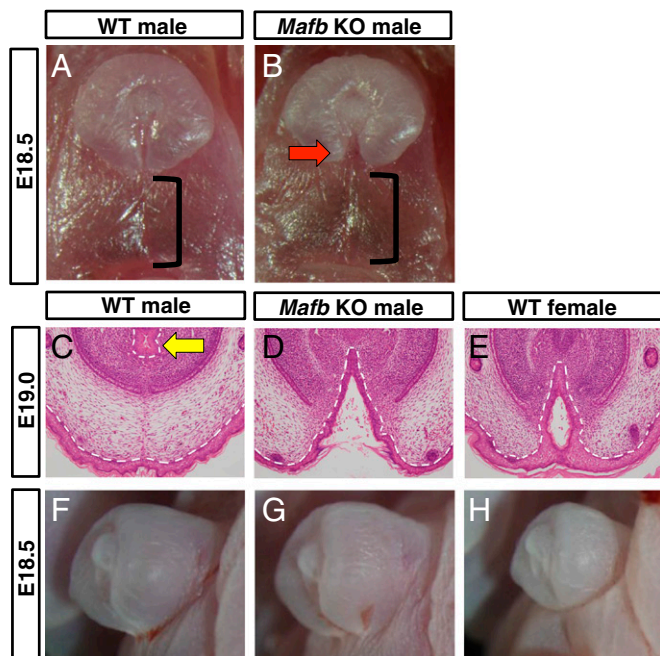 WT male
Mafb KO male
E18.5
A
B
WT male
Mafb KO male
WT female
E19.0
C
D
E
E18.5
F
G
H